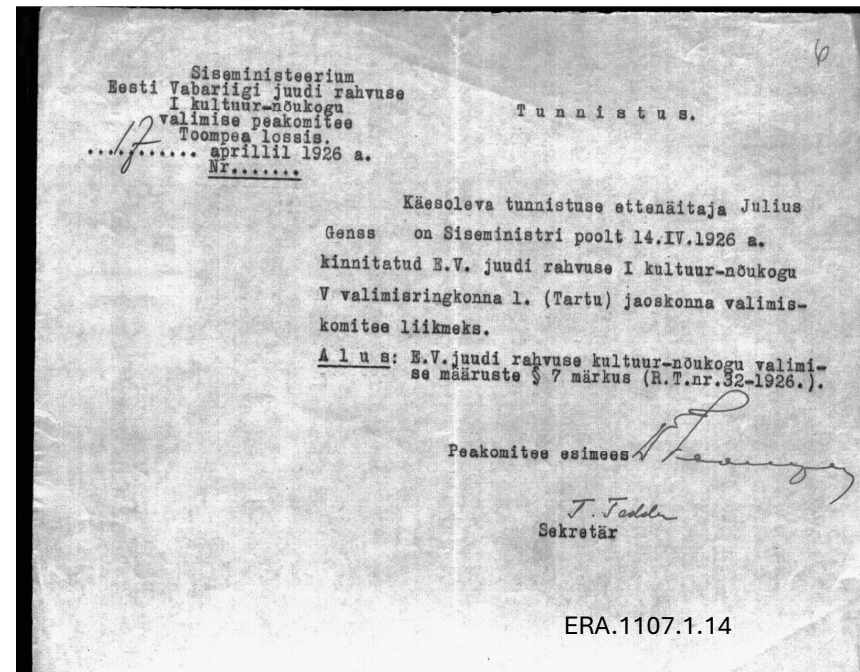 6
Siseministeerium
Eesti Vabariigi juudi rahvuse
I kultuur-nõukogu
valimise peakomitee
Toompea lossis.
..17...... aprillil 1926 a.
Nr.......
Tunnistus.
Käesoleva tunnistuse ettenäitaja Julius
Genss on Siseministri poolt 14.IV.1926 a.
kinnitatud E.V. juudi rahvuse I kultuur-nõukogu
V valimisringkonna 1. (Tartu) jaoskonna valimis-
komitee liikmeks.
Alus: E.V.juudi rahvuse kultuur-nõukogu valimi-
se määruste § 7 märkus (R.T.nr.32-1926.).
Peakomitee esimees
Sekretär
ERA.1107.1.14